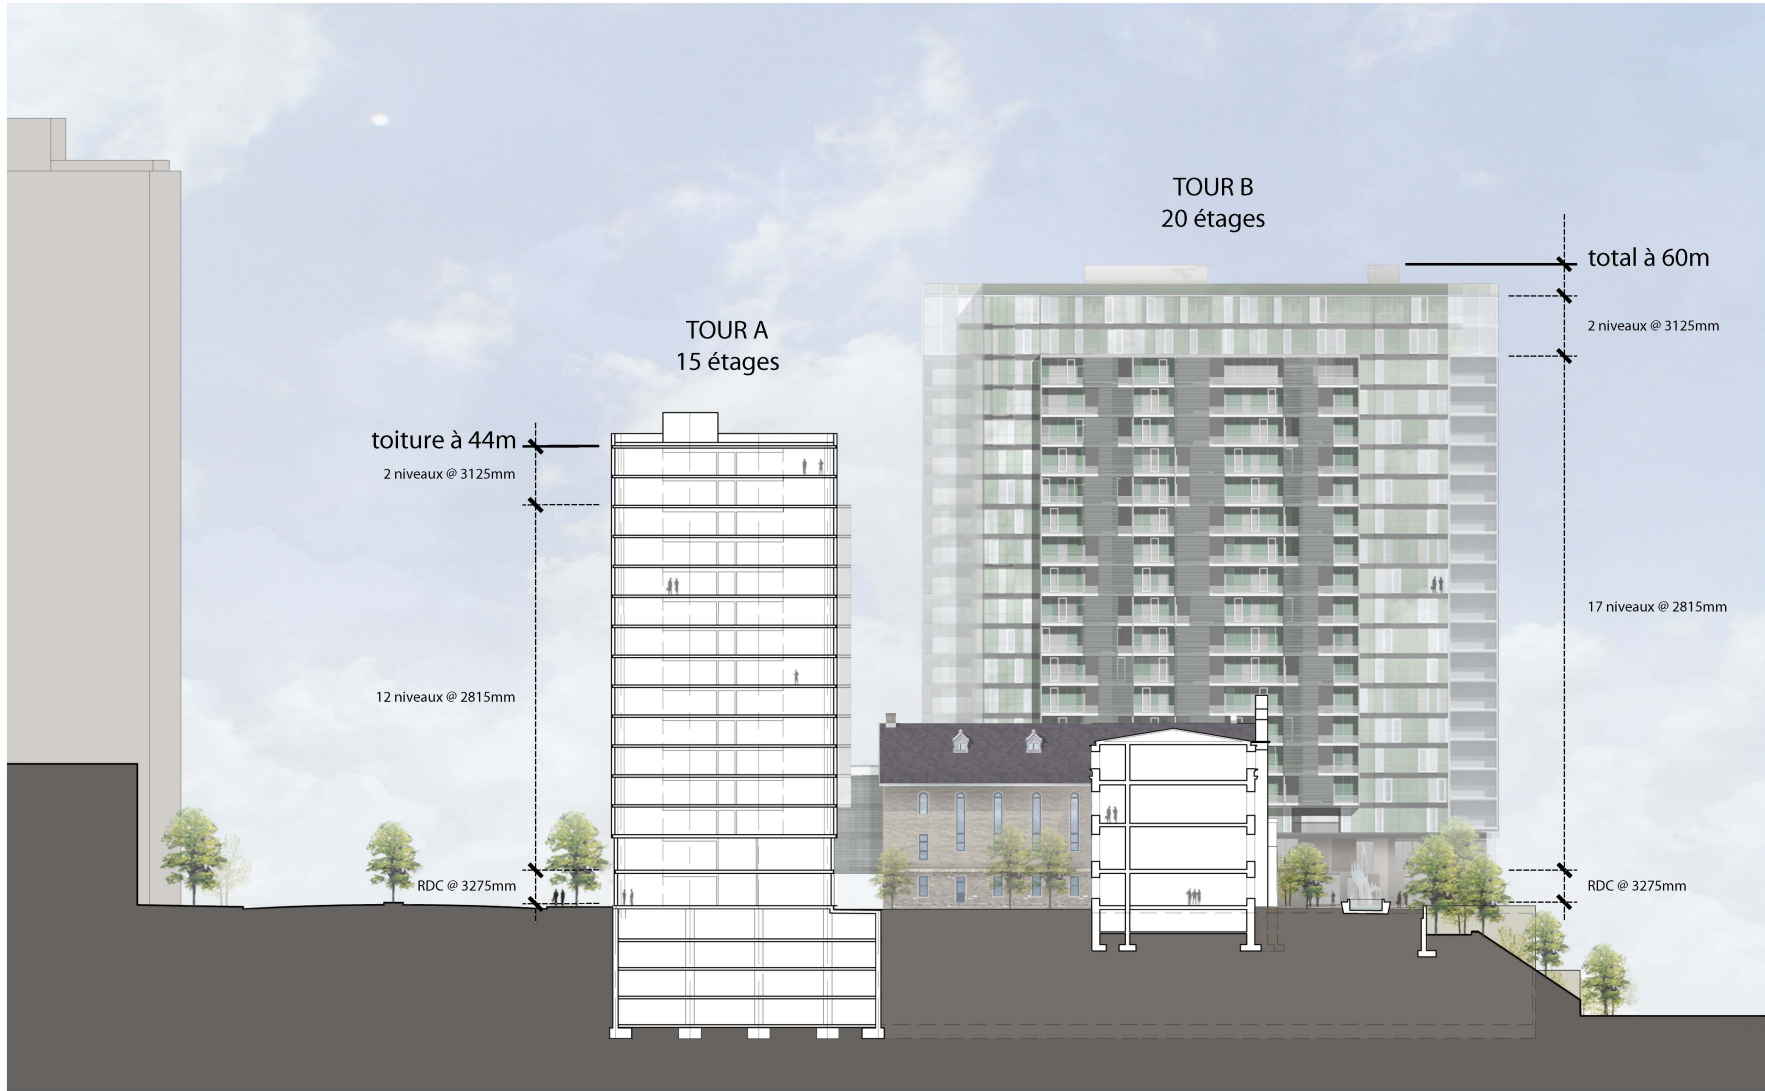 TOUR B
20 étages
total à 60m
2 niveaux @ 3125mm
TOUR A
15 étages
toiture à 44m
2 niveaux @ 3125mm
17 niveaux @ 2815mm
12 niveaux @ 2815mm
RDC @ 3275mm
RDC @ 3275mm